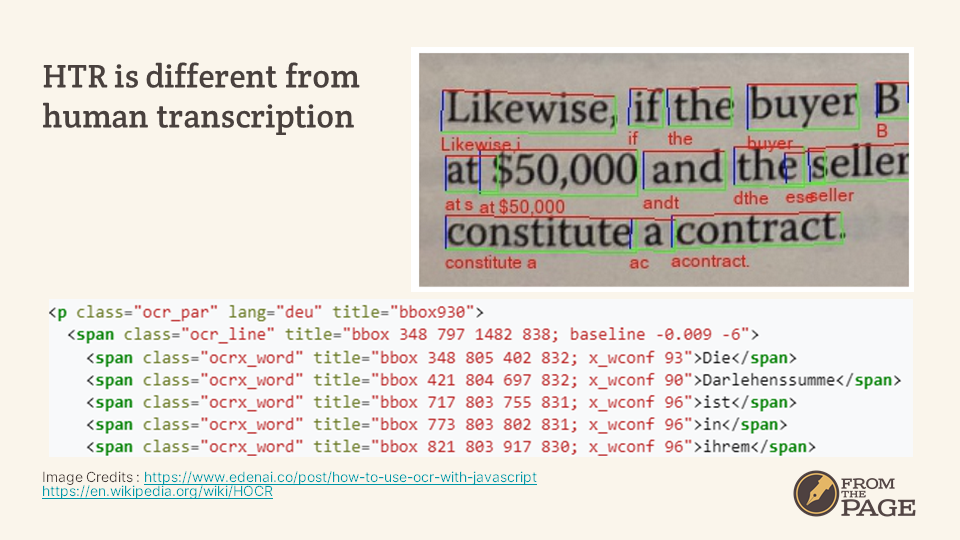 HTR is different from
human transcription
Likewise, if the buyer B
Likewise,i if the buyer B
at $50,000 and the seller
at s at $50,000 andt dthe ese seller
constitute a contract.
constitute a ac acontract.
<p class="ocr_par" lang="deu" title="bbox930">
<span class="ocr_line" title="bbox 348 797 1482 838; baseline -0.009 -6">
<span class="ocrx_word" title="bbox 348 805 402 832; x_wconf 93">Die</span>
<span class="ocrx_word" title="bbox 421 804 697 832; x_wconf 90">Darlehenssumme</span>
<span class="ocrx_word" title="bbox 717 803 755 831; x_wconf 96">ist</span>
<span class="ocrx_word" title="bbox 773 803 802 831; x_wconf 96">in</span>
<span class="ocrx_word" title="bbox 821 803 917 830; x_wconf 96">ihrem</span>
Image Credits : https://www.edenai.co/post/how-to-use-ocr-with-javascript
https://en.wikipedia.org/wiki/HOCR
FROM
THE
PAGE